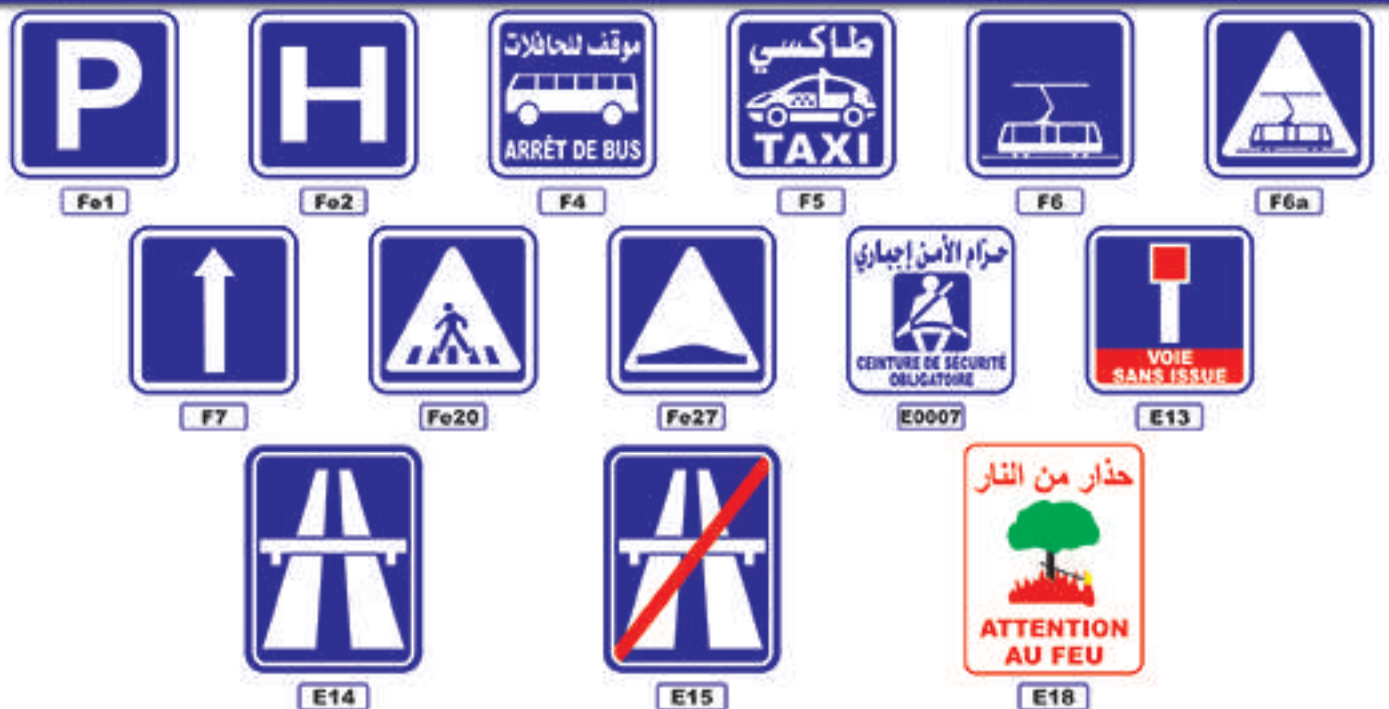 P
Fe1
H
Fe2
موقف للحافلات
ARRÊT DE BUS
F4
طاكسي
TAXI
F5
F6
F6a
F7
Fe20
Fe27
حزام الأمن إجباري
CEINTURE DE SÉCURITÉ
OBLIGATOIRE
E0007
VOIE
SANS ISSUE
E13
E14
E15
حذار من النار
ATTENTION
AU FEU
E18